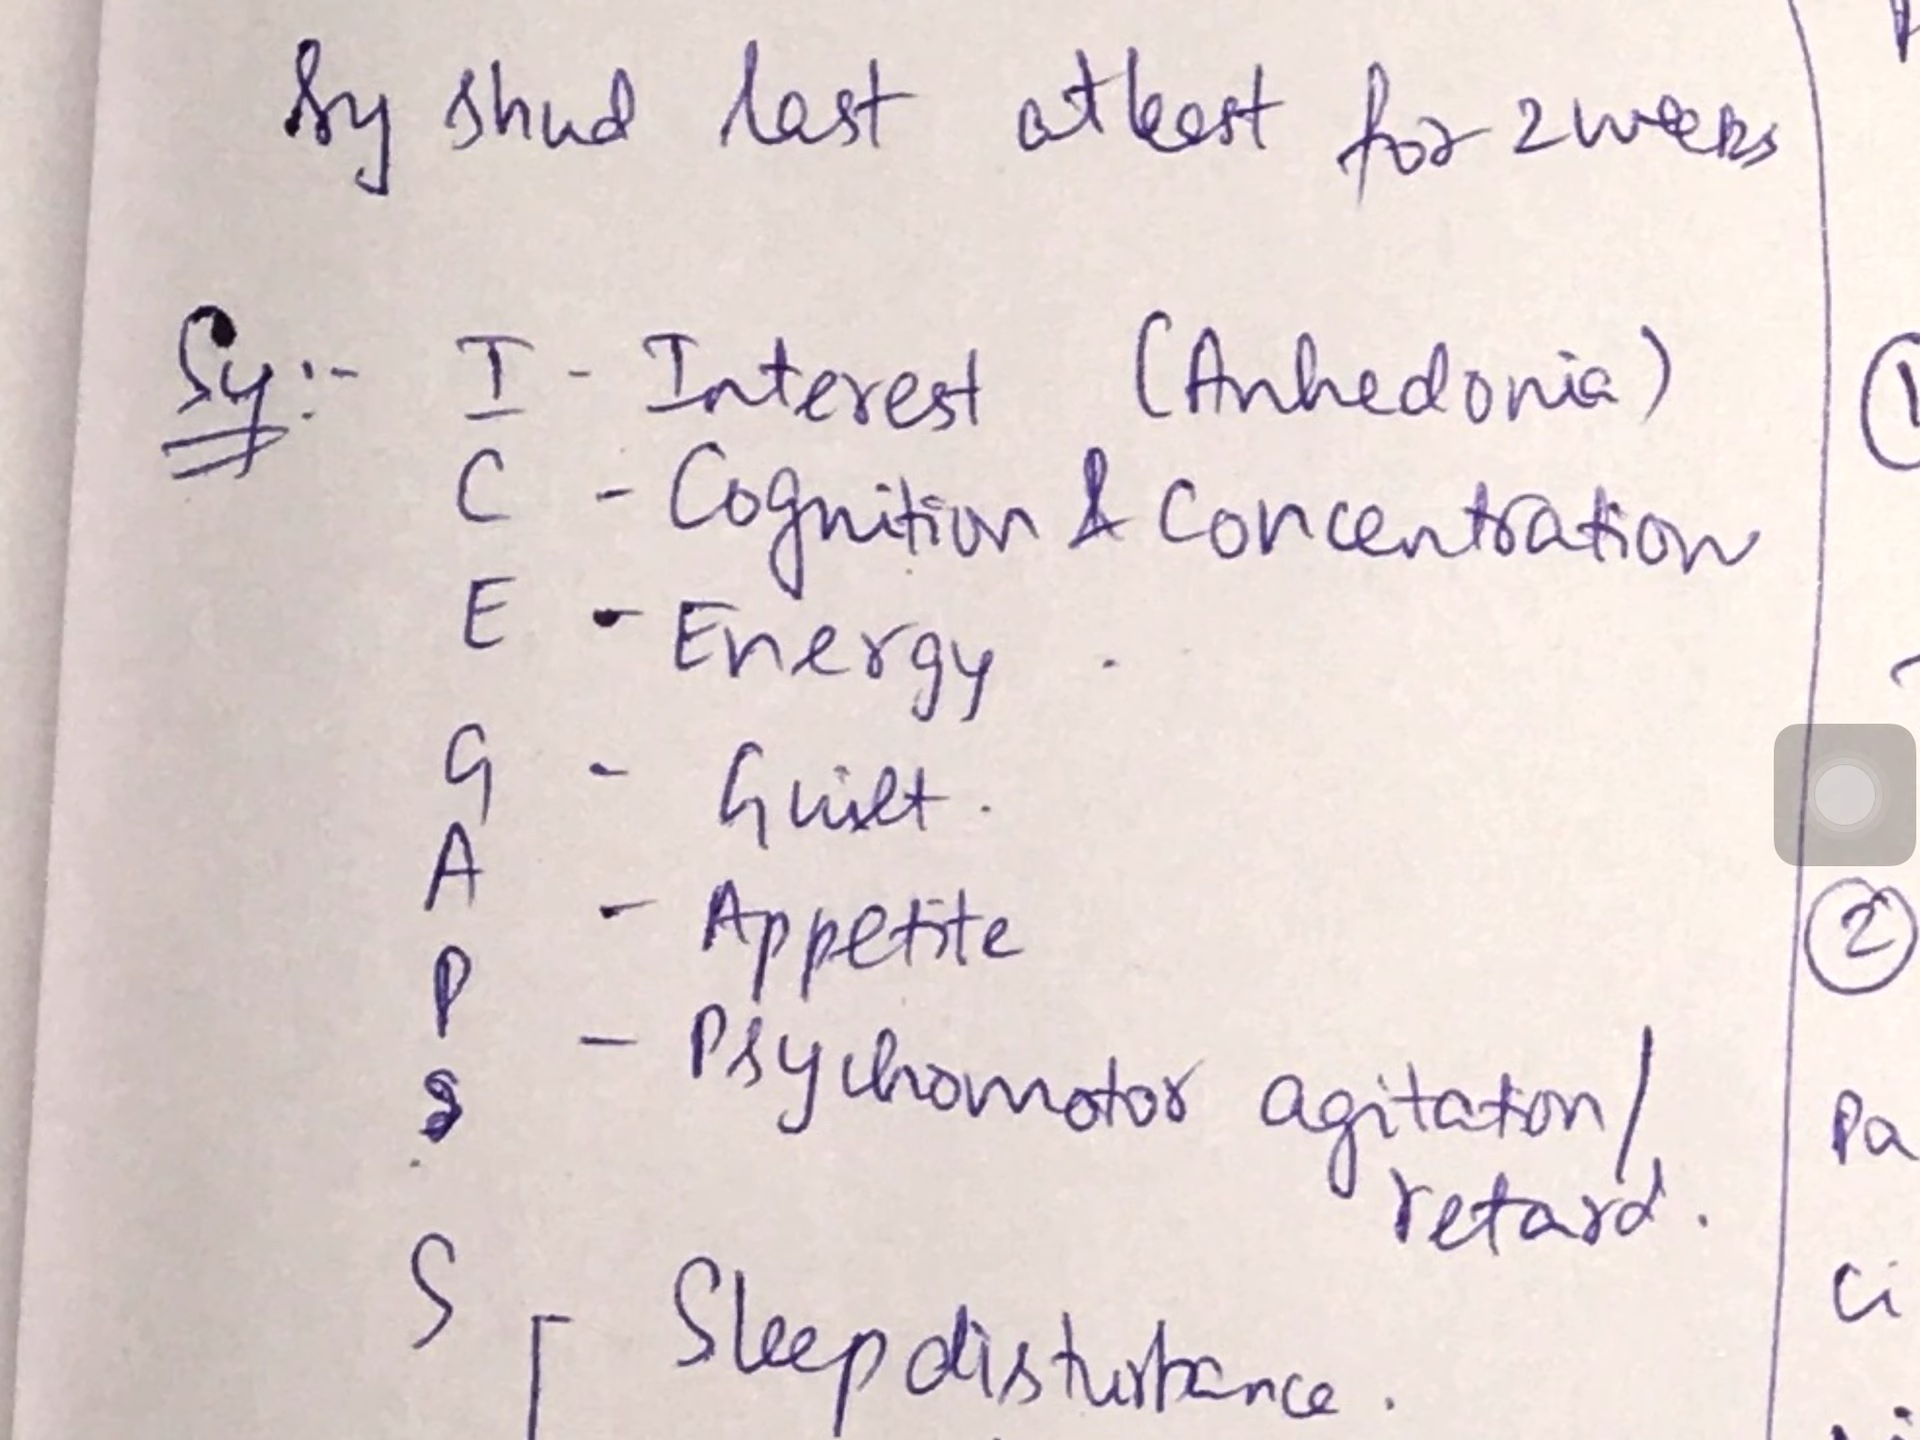 Sy shud last atleast for 2 weeks
Sy:- I - Interest (Anhedonia)
C - Cognition & Concentration
E - Energy.
G - Guilt.
A - Appetite
P - Psychomotor agitation/
retard.
S
S - Sleep disturbance.
1
2
Pa
Ci